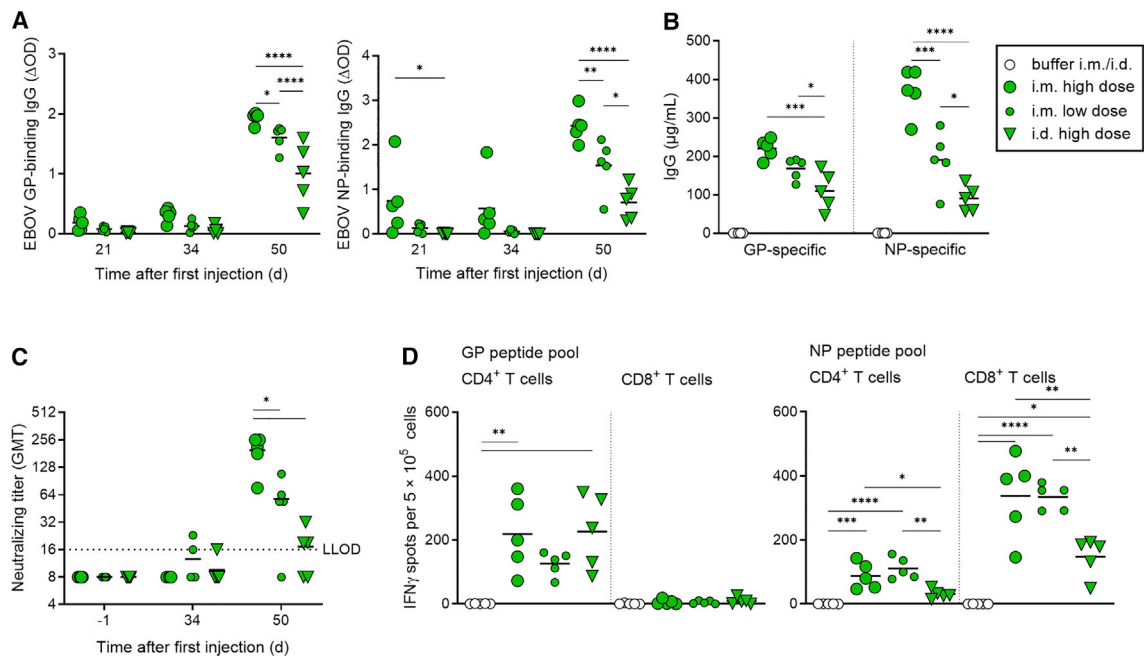 A
EBOV GP-binding IgG (ΔOD)
3
2
1
0
****
* ****
21 34 50
Time after first injection (d)
EBOV NP-binding IgG (ΔOD)
4
3
2
1
0
*
****
**
*
21 34 50
Time after first injection (d)
B
IgG (µg/mL)
500
400
300
200
100
0
*
***
****
***
*
GP-specific NP-specific
buffer i.m./i.d.
i.m. high dose
i.m. low dose
i.d. high dose
C
Neutralizing titer (GMT)
512
256
128
64
32
16
8
4
*
LLOD
-1 34 50
Time after first injection (d)
D
GP peptide pool
CD4⁺ T cells CD8⁺ T cells
IFNγ spots per 5 × 10⁵ cells
600
400
200
0
**
NP peptide pool
CD4⁺ T cells CD8⁺ T cells
600
400
200
0
*
****
***
**
**
*
****
**